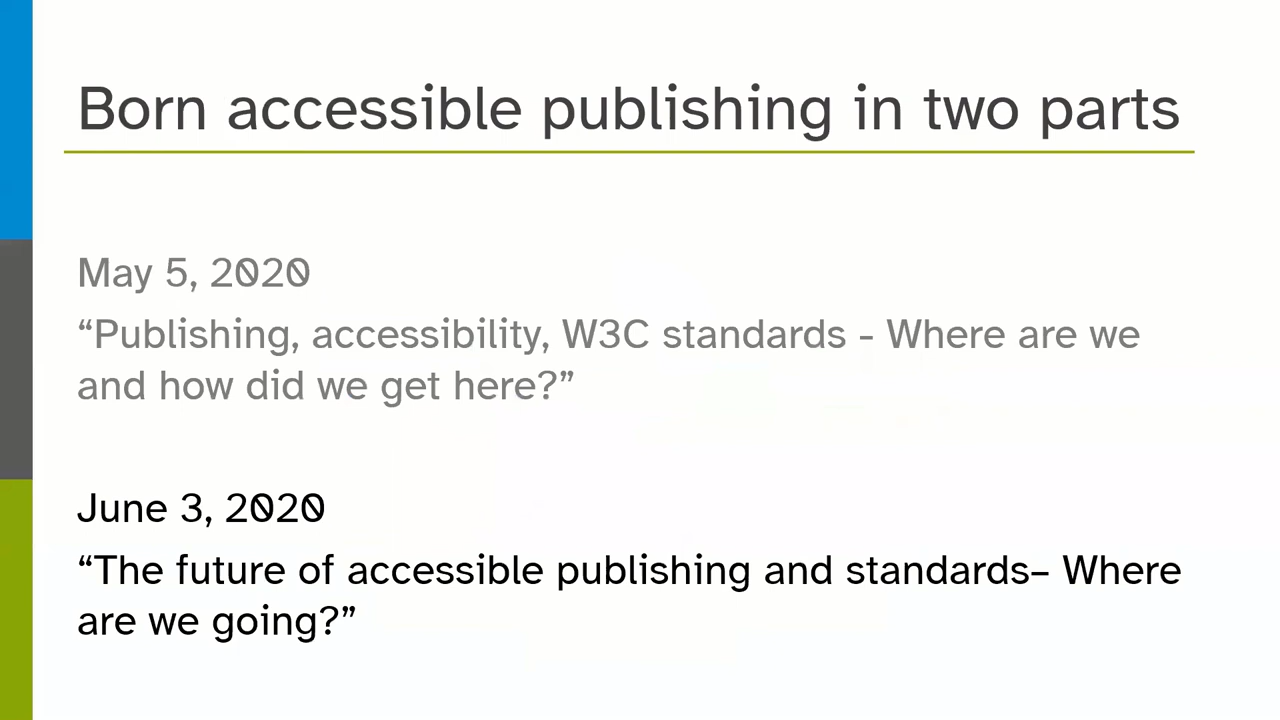 Born accessible publishing in two parts
May 5, 2020
“Publishing, accessibility, W3C standards - Where are we
and how did we get here?”
June 3, 2020
“The future of accessible publishing and standards– Where
are we going?”